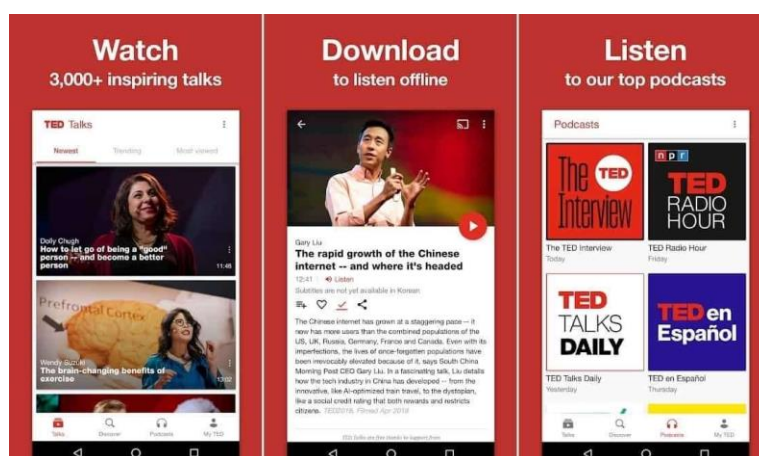 Watch
3,000+ inspiring talks
TED Talks
Newest
Trending
Most viewed
Dolly Chugh
How to let go of being a "good"
person -- and become a better
person
11:46
Prefrontal Cortex
Wendy Suzuki
The brain-changing benefits of
exercise
13:02
Talks
Discover
Podcasts
My TED
Download
to listen offline
Gary Liu
The rapid growth of the Chinese
internet -- and where it's headed
12:41
Listen
Subtitles are not yet available in Korean
The Chinese internet has grown at a staggering pace -- it
now has more users than the combined populations of the
US, UK, Russia, Germany, France and Canada. Even with its
imperfections, the lives of once-forgotten populations have
been irrevocably elevated because of it, says South China
Morning Post CEO Gary Liu. In a fascinating talk, Liu details
how the tech industry in China has developed -- from the
innovative, like AI-optimized train travel, to the dystopian,
like a social credit rating that both rewards and restricts
citizens. TED2018, Filmed Apr 2018
TED Talks are free thanks to support from
Listen
to our top podcasts
Podcasts
The
TED
Interview
The TED Interview
Today
npr
TED
RADIO
HOUR
TED Radio Hour
Friday
TED
TALKS
DAILY
TED Talks Daily
Yesterday
TED en
Español
TED en Español
Thursday
Talks
Discover
Podcasts
My TED